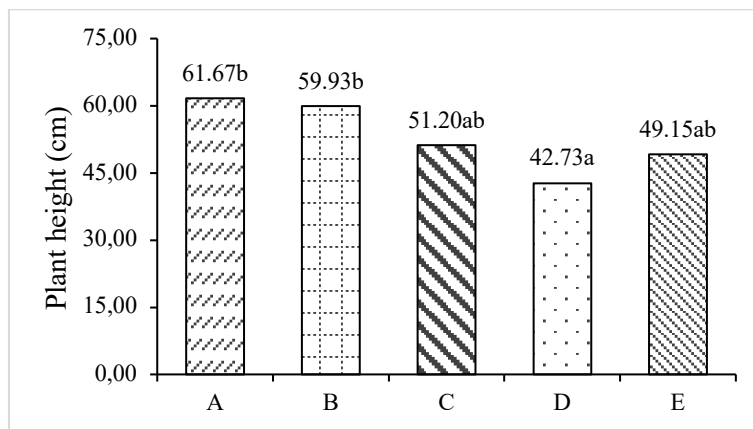 Plant height (cm)
75,00
60,00
45,00
30,00
15,00
0,00
61.67b
59.93b
51.20ab
42.73a
49.15ab
A
B
C
D
E